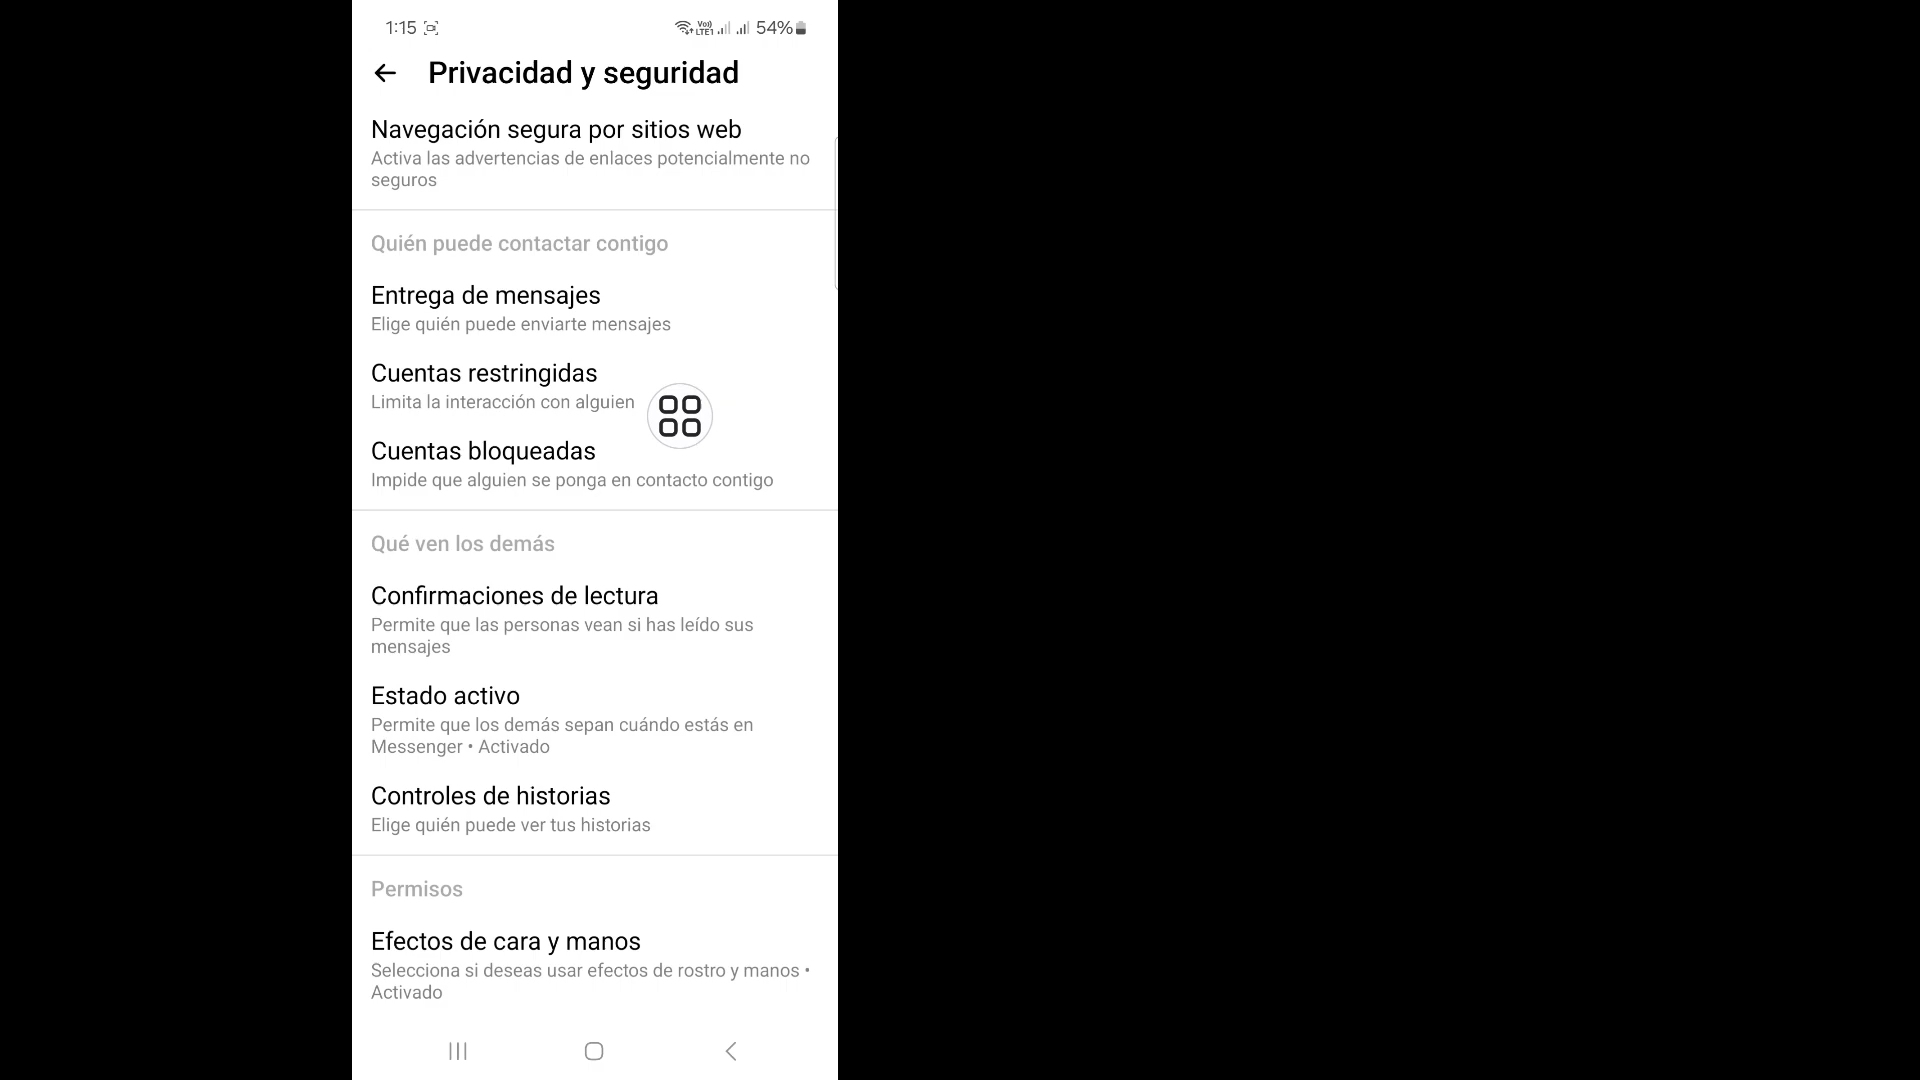 1:15
Vo)) LTE1 54%
Privacidad y seguridad
Navegación segura por sitios web
Activa las advertencias de enlaces potencialmente no
seguros
Quién puede contactar contigo
Entrega de mensajes
Elige quién puede enviarte mensajes
Cuentas restringidas
Limita la interacción con alguien
Cuentas bloqueadas
Impide que alguien se ponga en contacto contigo
Qué ven los demás
Confirmaciones de lectura
Permite que las personas vean si has leído sus
mensajes
Estado activo
Permite que los demás sepan cuándo estás en
Messenger • Activado
Controles de historias
Elige quién puede ver tus historias
Permisos
Efectos de cara y manos
Selecciona si deseas usar efectos de rostro y manos •
Activado